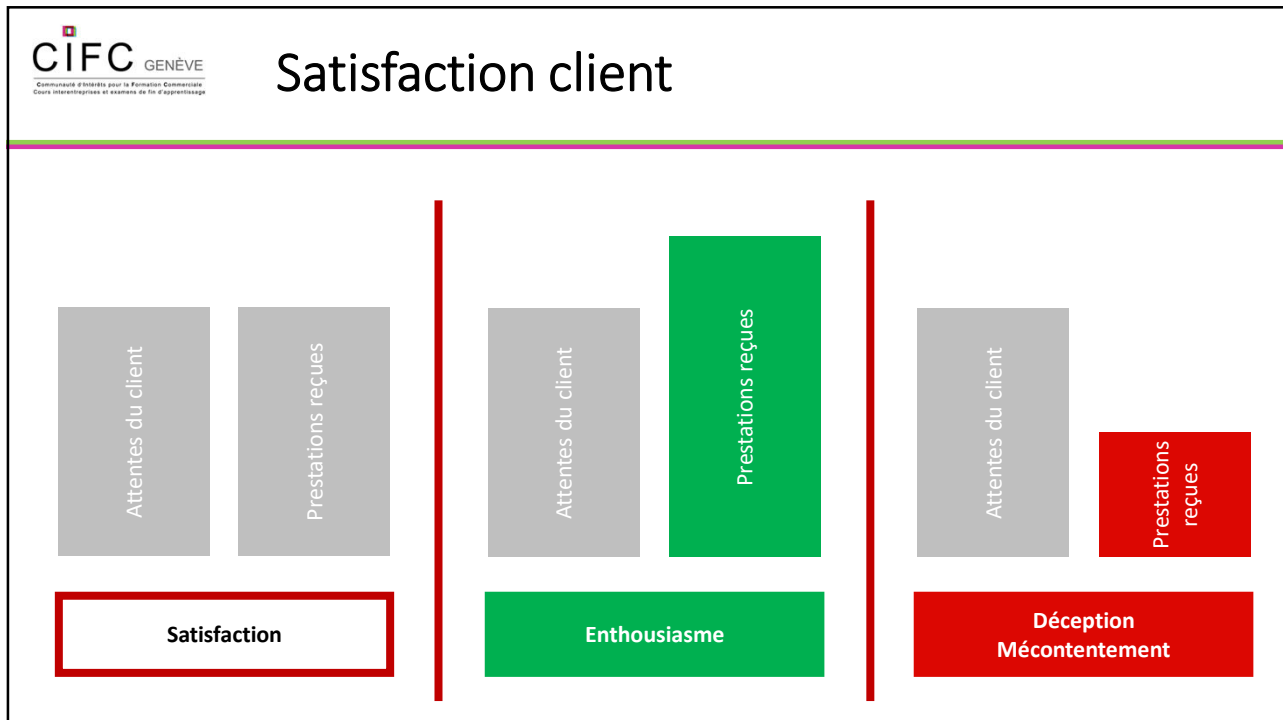 CIFC GENÈVE
Communauté d'Intérêts pour la Formation Commerciale
Cours interentreprises et examens de fin d'apprentissage
Satisfaction client
Attentes du client
Prestations reçues
Satisfaction
Attentes du client
Prestations reçues
Enthousiasme
Attentes du client
Prestations
reçues
Déception
Mécontentement